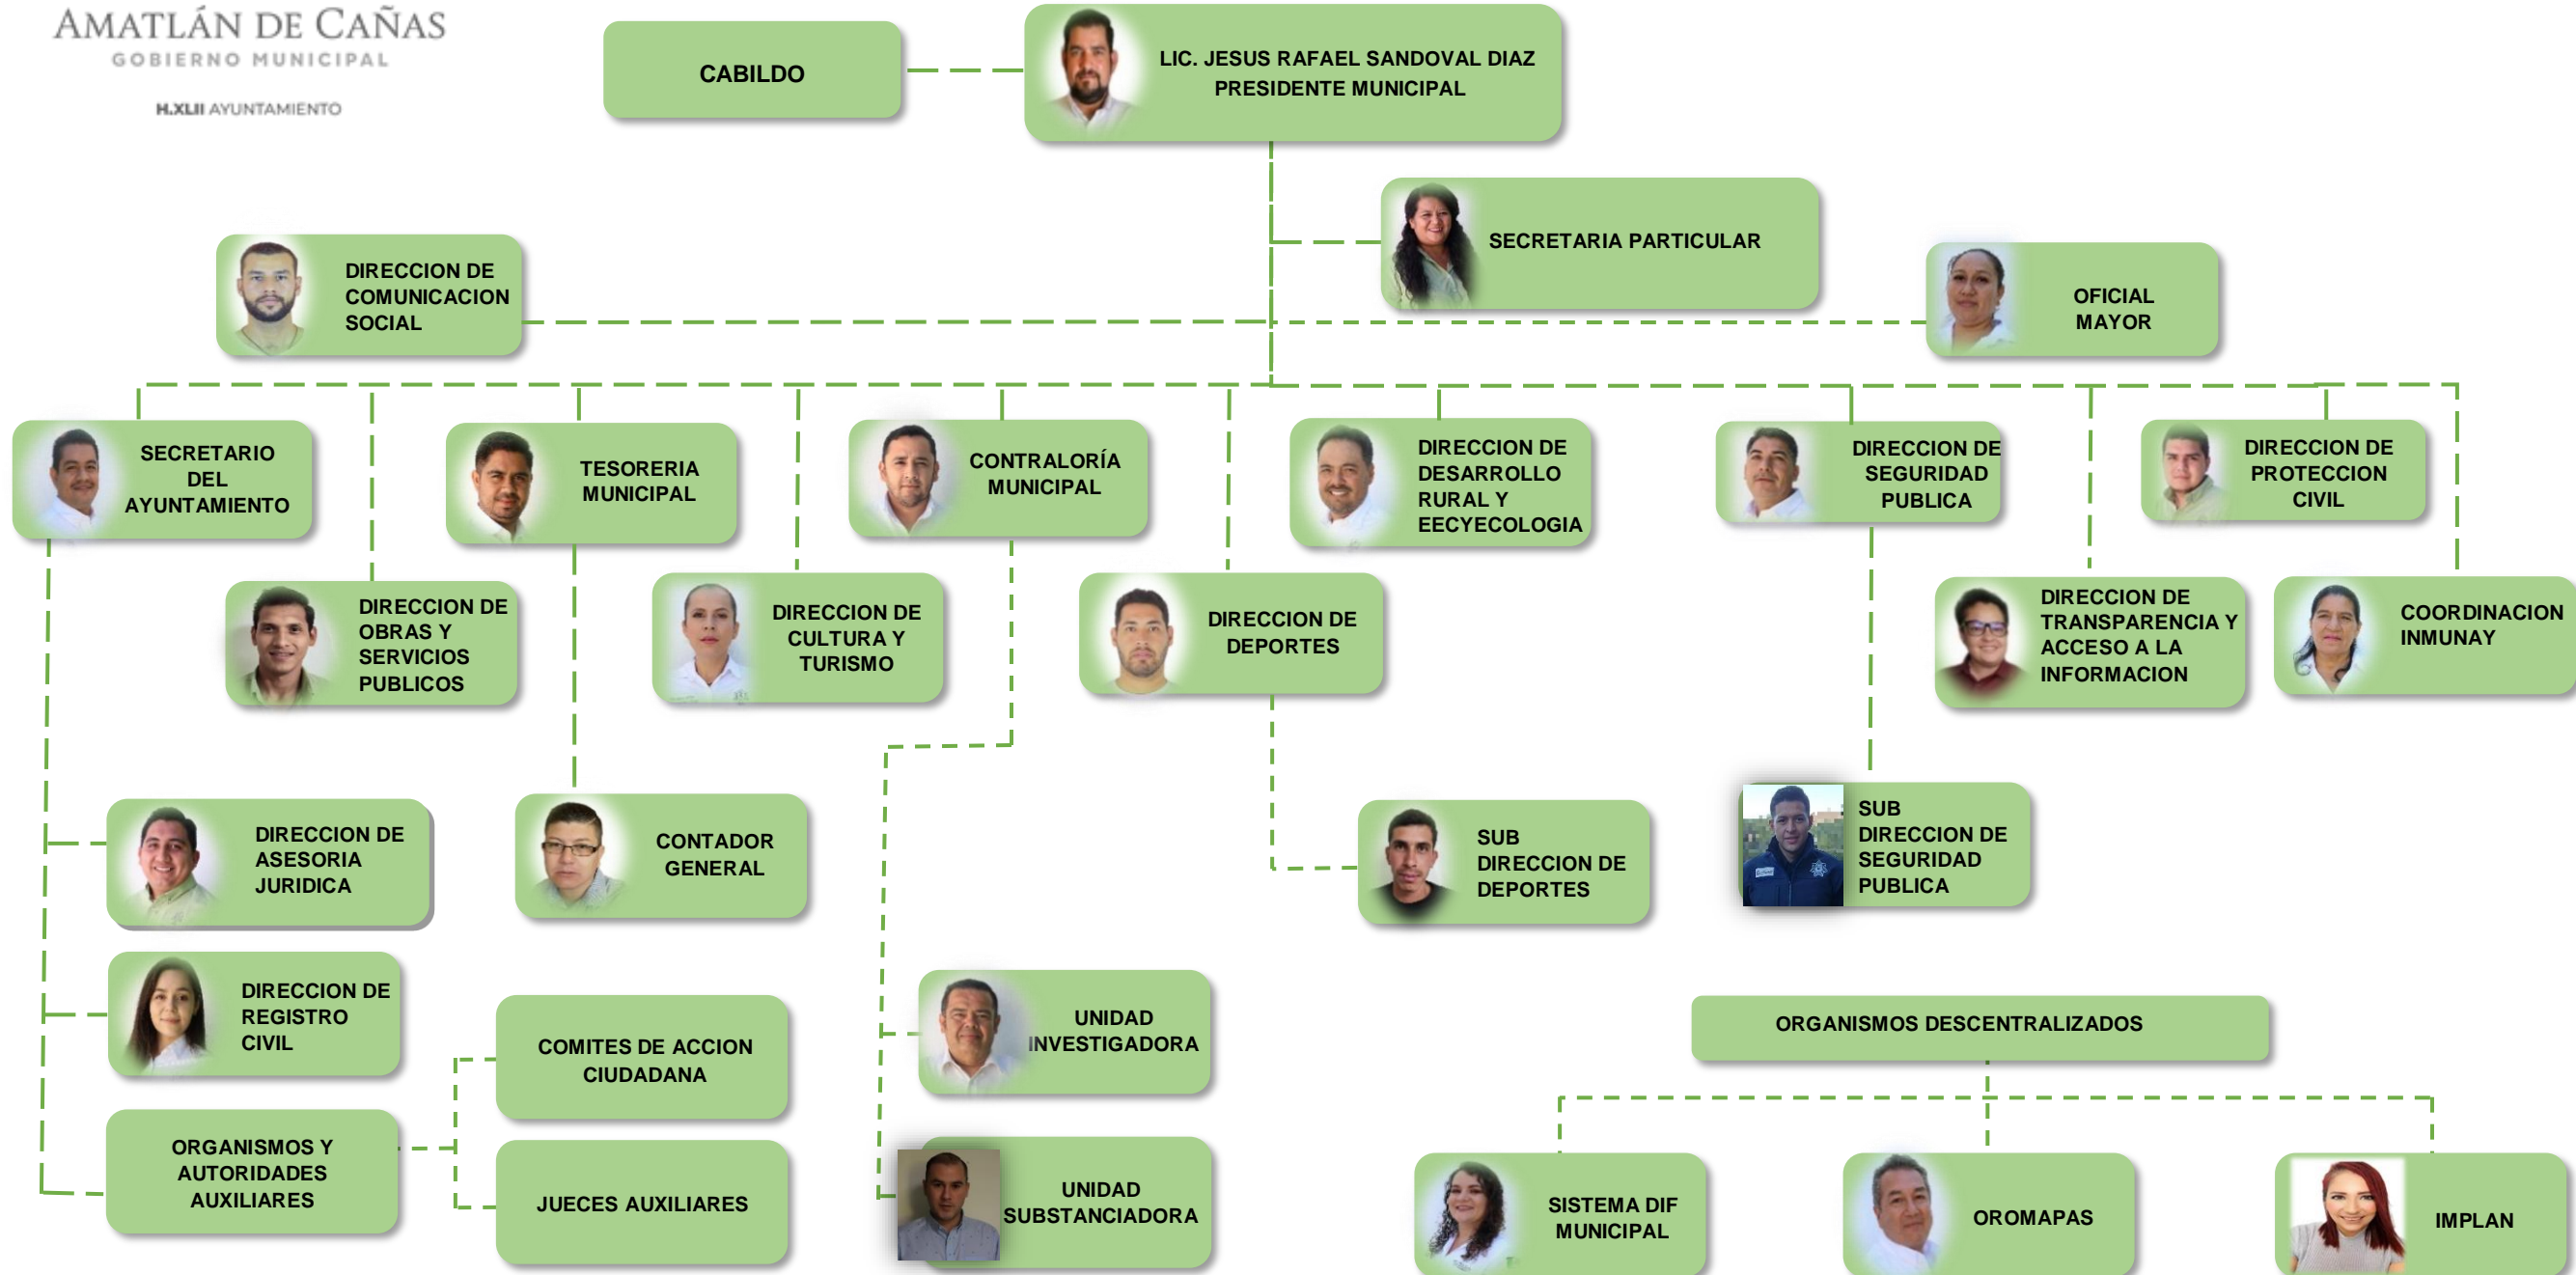 AMATLÁN DE CAÑAS
GOBIERNO MUNICIPAL
H.XLII AYUNTAMIENTO
CABILDO
LIC. JESUS RAFAEL SANDOVAL DIAZ
PRESIDENTE MUNICIPAL
SECRETARIA PARTICULAR
DIRECCION DE
COMUNICACION
SOCIAL
OFICIAL
MAYOR
SECRETARIO
DEL
AYUNTAMIENTO
TESORERIA
MUNICIPAL
CONTRALORÍA
MUNICIPAL
DIRECCION DE
DESARROLLO
RURAL Y
EECYECOLOGIA
DIRECCION DE
SEGURIDAD
PUBLICA
DIRECCION DE
PROTECCION
CIVIL
DIRECCION DE
OBRAS Y
SERVICIOS
PUBLICOS
DIRECCION DE
CULTURA Y
TURISMO
DIRECCION DE
DEPORTES
DIRECCION DE
TRANSPARENCIA Y
ACCESO A LA
INFORMACION
COORDINACION
INMUNAY
DIRECCION DE
ASESORIA
JURIDICA
CONTADOR
GENERAL
SUB
DIRECCION DE
DEPORTES
SUB
DIRECCION DE
SEGURIDAD
PUBLICA
DIRECCION DE
REGISTRO
CIVIL
COMITES DE ACCION
CIUDADANA
UNIDAD
INVESTIGADORA
ORGANISMOS DESCENTRALIZADOS
ORGANISMOS Y
AUTORIDADES
AUXILIARES
JUECES AUXILIARES
UNIDAD
SUBSTANCIADORA
SISTEMA DIF
MUNICIPAL
OROMAPAS
IMPLAN